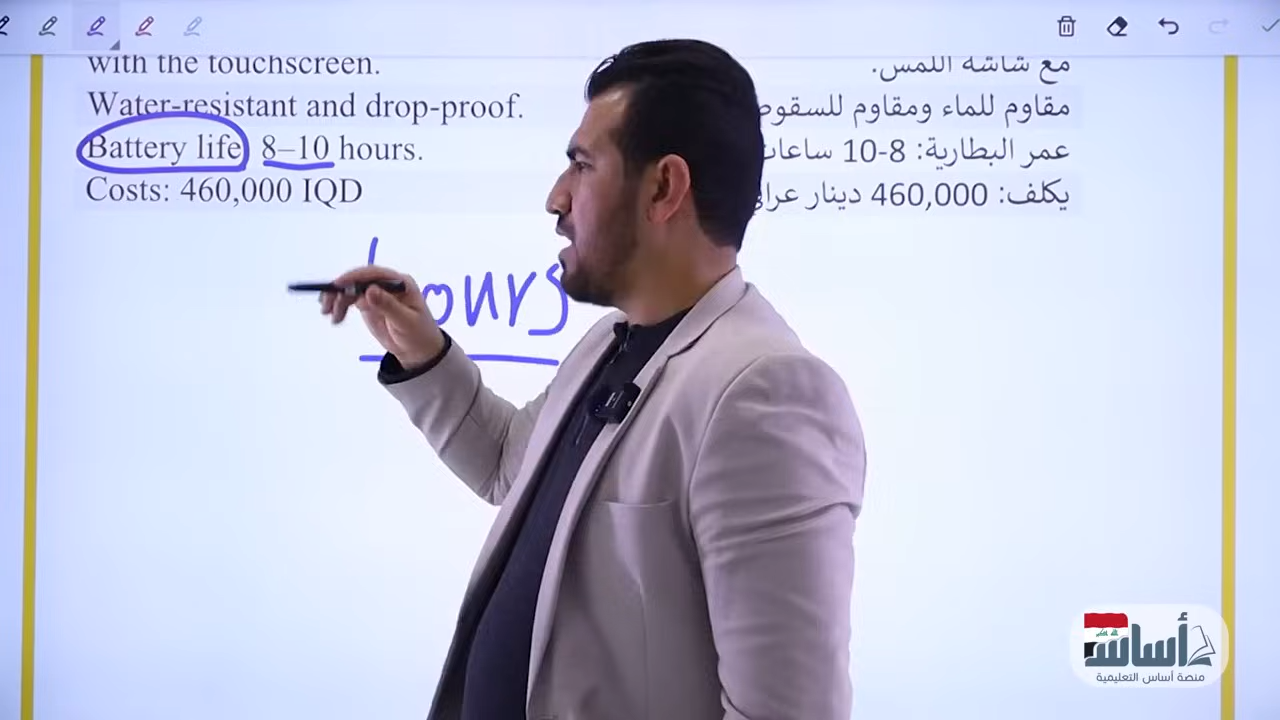 with the touchscreen.
مع شاشة اللمس.
Water-resistant and drop-proof.
مقاوم للماء ومقاوم للسقوط
Battery life 8–10 hours.
عمر البطارية: 8-10 ساعات
Costs: 460,000 IQD
يكلف: 460,000 دينار عراقي
hours
أساس
منصة أساس التعليمية